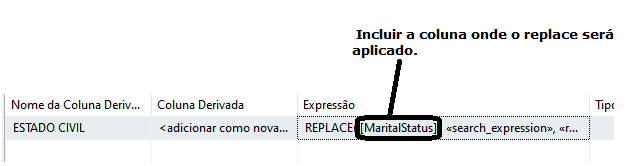 Incluir a coluna onde o replace será
aplicado.
Nome da Coluna Deriv... Coluna Derivada Expressão Tipo
ESTADO CIVIL <adicionar como nova... REPLACE( [MaritalStatus] «search_expression», «r...